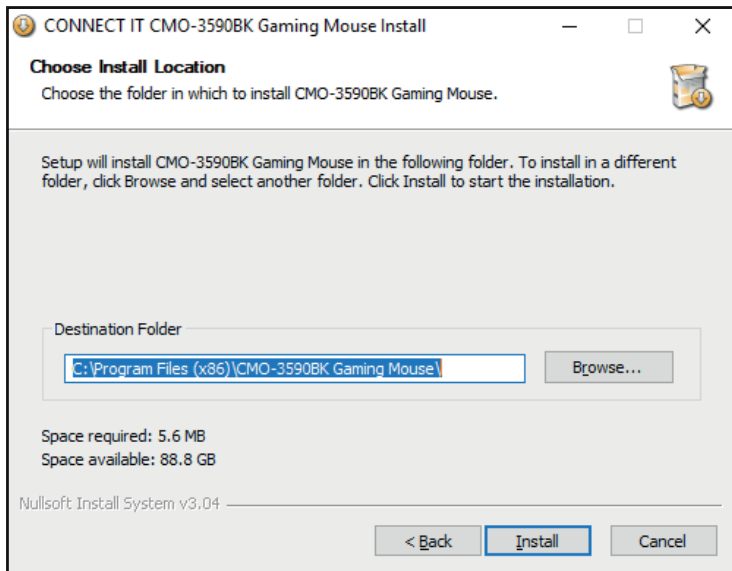 CONNECT IT CMO-3590BK Gaming Mouse Install
Choose Install Location
Choose the folder in which to install CMO-3590BK Gaming Mouse.
Setup will install CMO-3590BK Gaming Mouse in the following folder. To install in a different
folder, click Browse and select another folder. Click Install to start the installation.
Destination Folder
C:\Program Files (x86)\CMO-3590BK Gaming Mouse\
Browse...
Space required: 5.6 MB
Space available: 88.8 GB
Nullsoft Install System v3.04
< Back
Install
Cancel